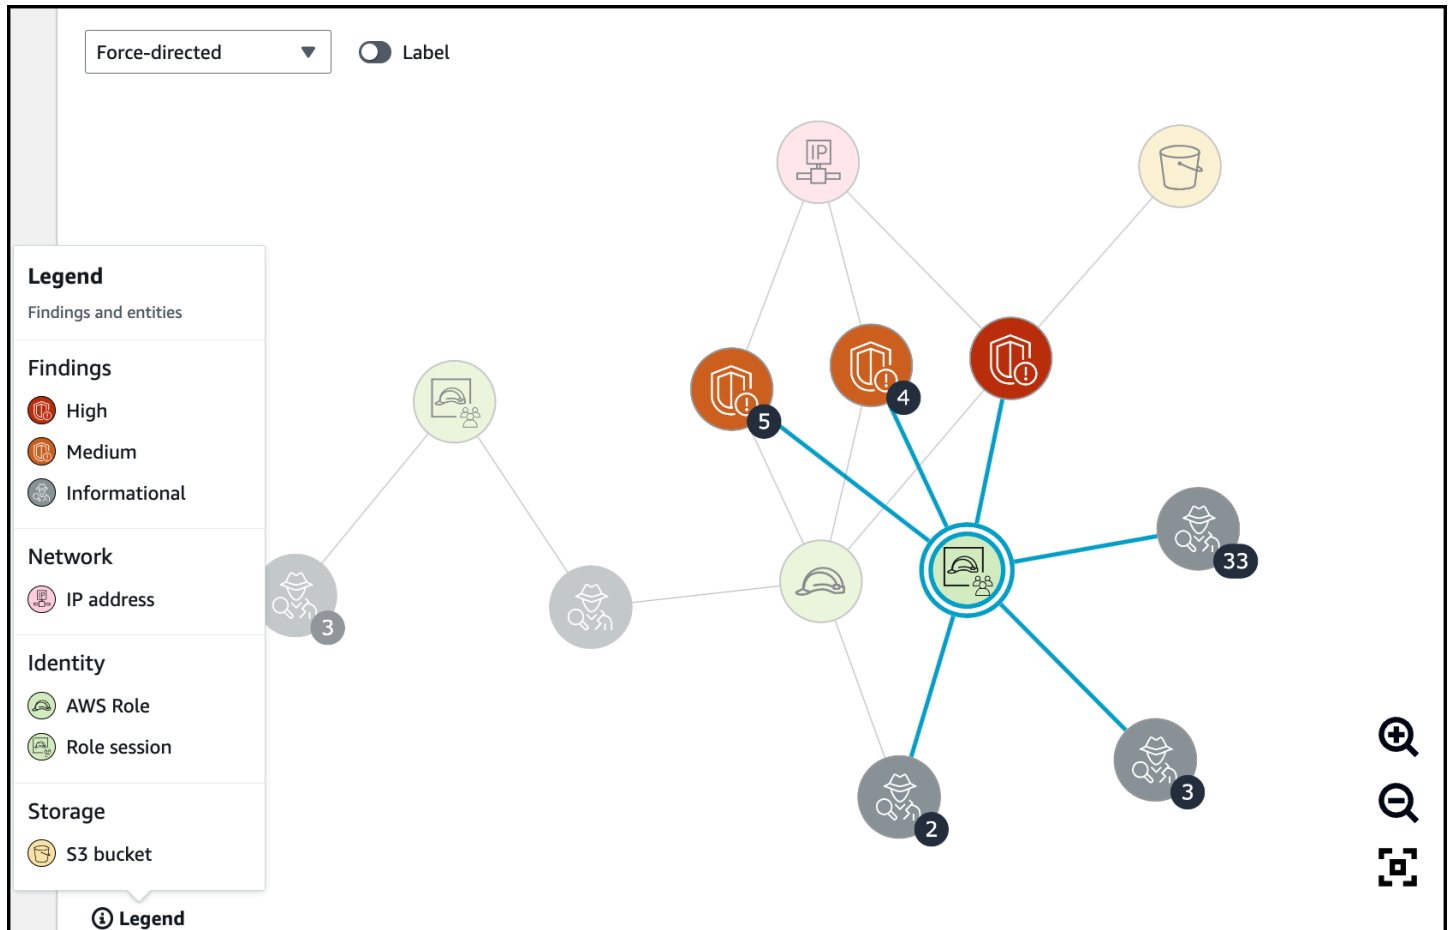 Force-directed
Label
IP
Legend
Findings and entities
Findings
High
Medium
Informational
Network
IP address
Identity
AWS Role
Role session
Storage
S3 bucket
Legend
5
4
33
3
3
2